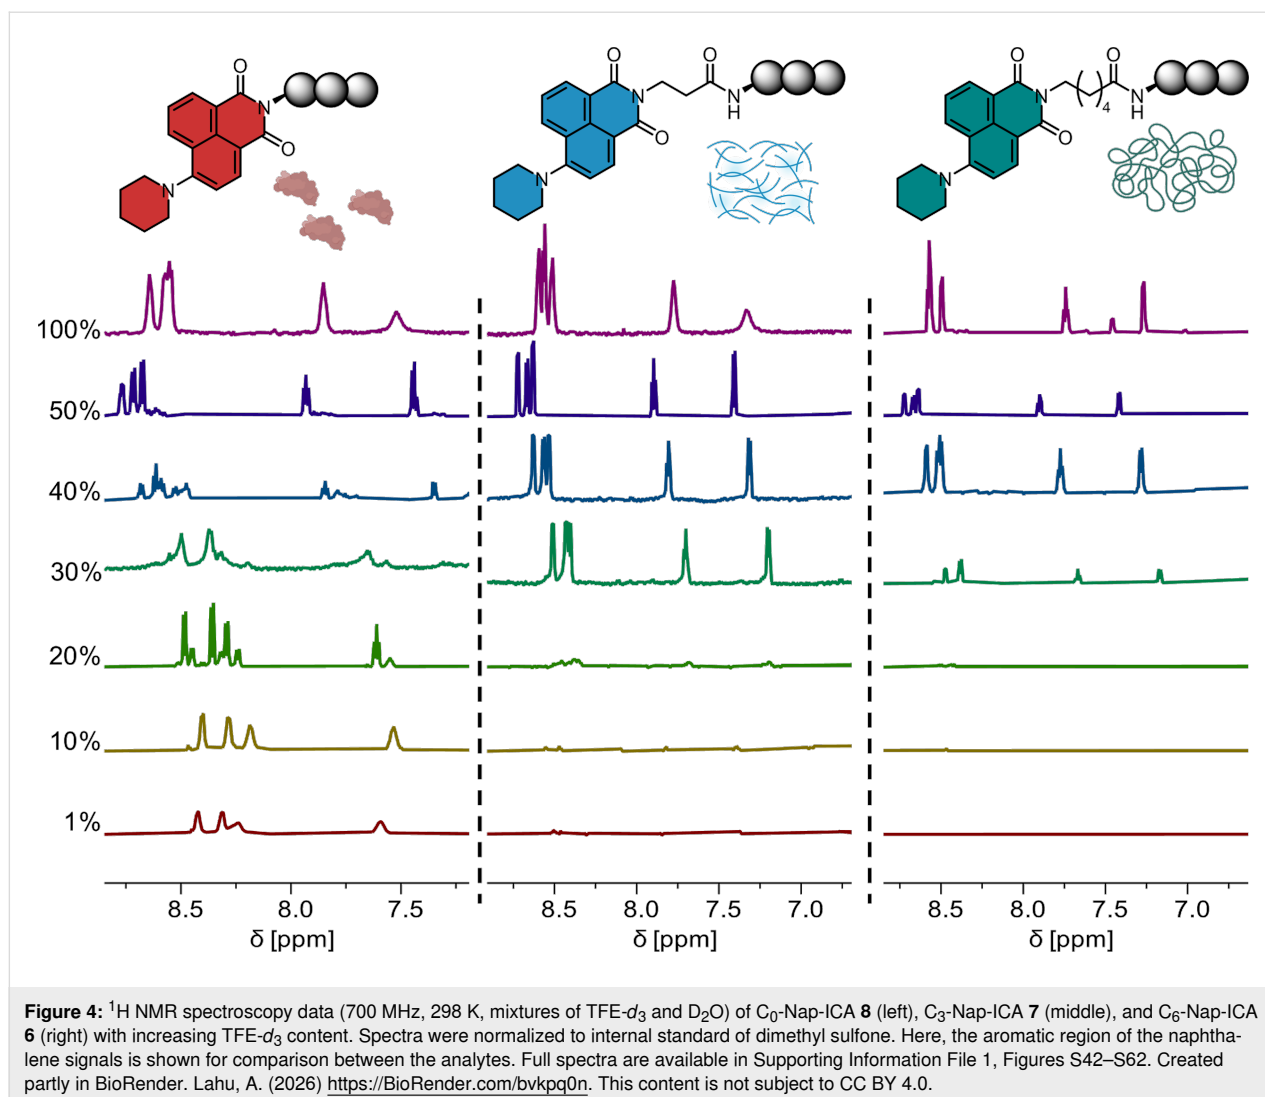 O
N
O
N
O
N
O
O
N
H
N
O
N
O
4
O
N
H
N
100%
50%
40%
30%
20%
10%
1%
8.5 8.0 7.5
8.5 8.0 7.5 7.0
8.5 8.0 7.5 7.0
δ [ppm]
δ [ppm]
δ [ppm]
Figure 4: ¹H NMR spectroscopy data (700 MHz, 298 K, mixtures of TFE-d₃ and D₂O) of C₀-Nap-ICA 8 (left), C₃-Nap-ICA 7 (middle), and C₆-Nap-ICA
6 (right) with increasing TFE-d₃ content. Spectra were normalized to internal standard of dimethyl sulfone. Here, the aromatic region of the naphtha-
lene signals is shown for comparison between the analytes. Full spectra are available in Supporting Information File 1, Figures S42–S62. Created
partly in BioRender. Lahu, A. (2026) https://BioRender.com/bvkpq0n. This content is not subject to CC BY 4.0.